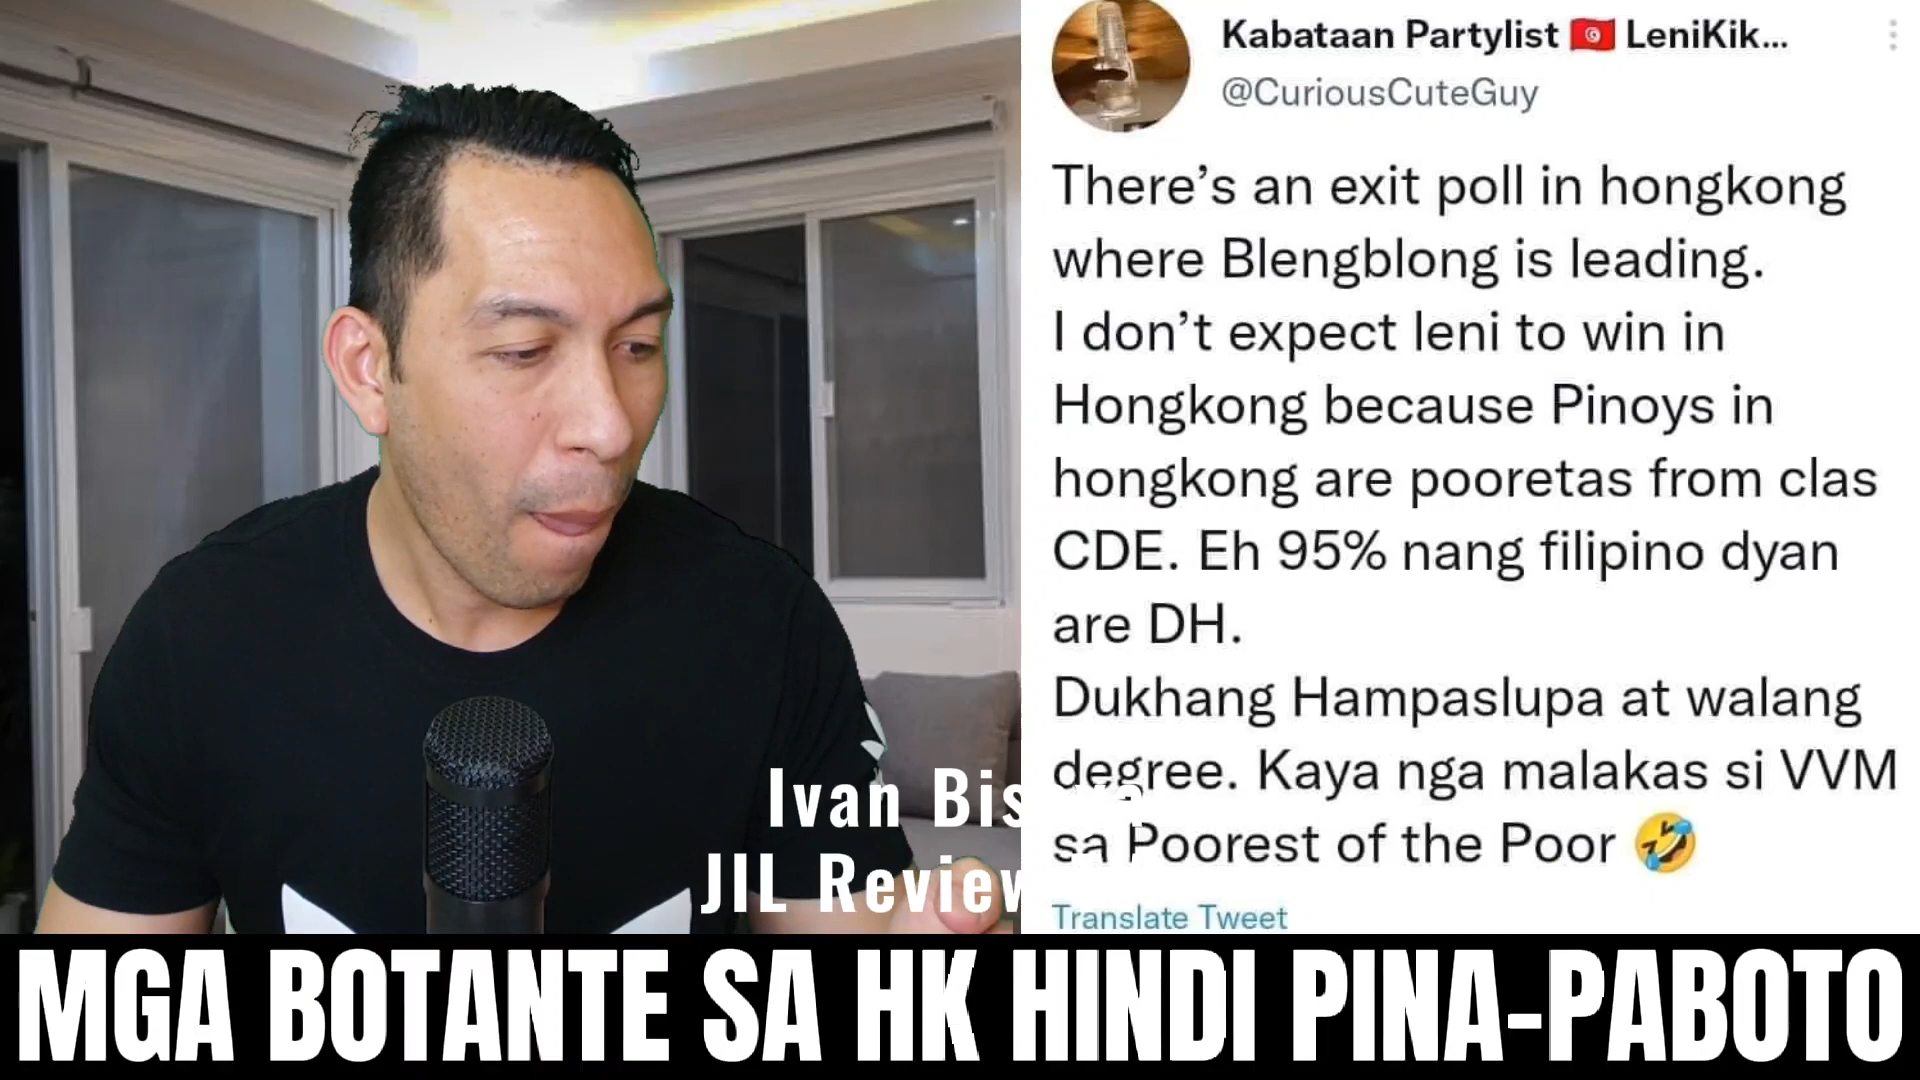 Kabataan Partylist 🇹🇳 LeniKik...
@CuriousCuteGuy
There's an exit poll in hongkong
where Blengblong is leading.
I don't expect leni to win in
Hongkong because Pinoys in
hongkong are pooretas from clas
CDE. Eh 95% nang filipino dyan
are DH.
Dukhang Hampaslupa at walang
degree. Kaya nga malakas si VVM
sa Poorest of the Poor 🤣
Translate Tweet
Ivan
JIL
MGA BOTANTE SA HK HINDI PINA-PABOTO